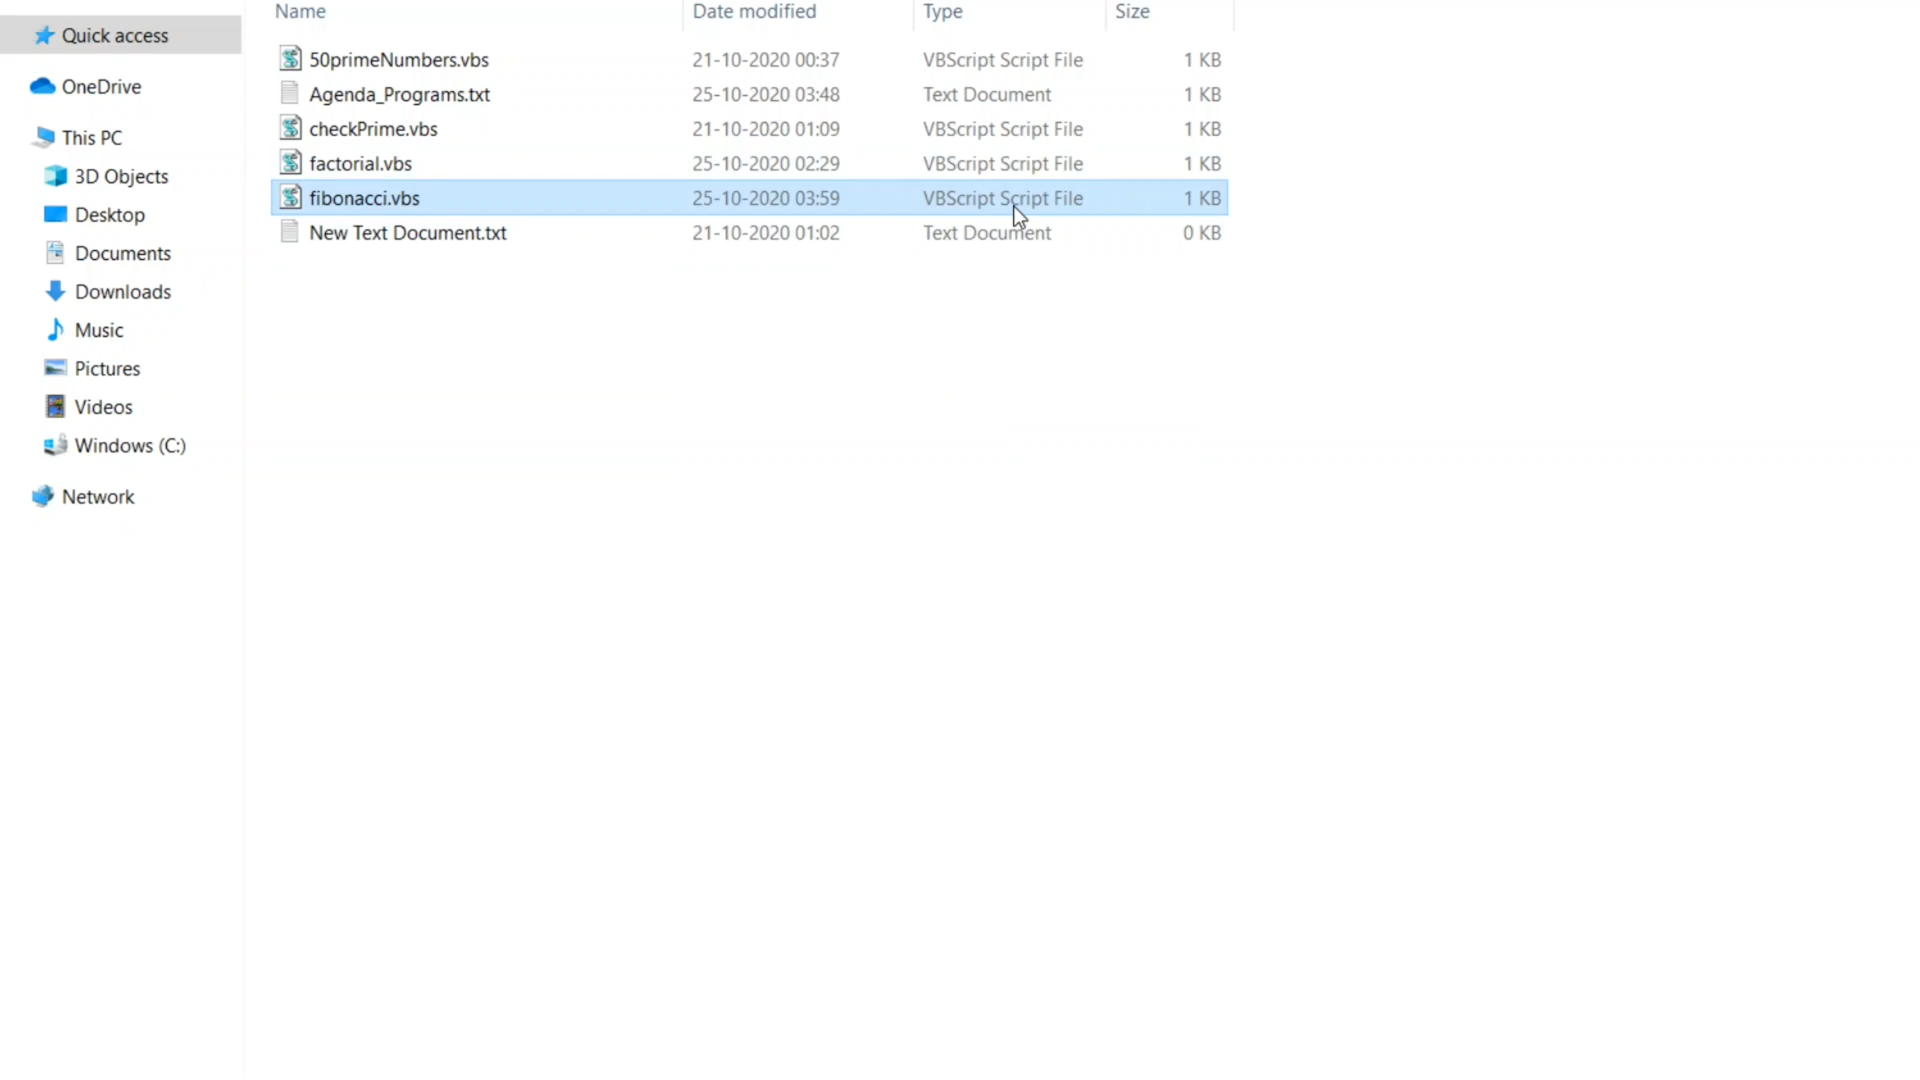 Name Date modified Type Size
Quick access
OneDrive
This PC
3D Objects
Desktop
Documents
Downloads
Music
Pictures
Videos
Windows (C:)
Network
50primeNumbers.vbs 21-10-2020 00:37 VBScript Script File 1 KB
Agenda_Programs.txt 25-10-2020 03:48 Text Document 1 KB
checkPrime.vbs 21-10-2020 01:09 VBScript Script File 1 KB
factorial.vbs 25-10-2020 02:29 VBScript Script File 1 KB
fibonacci.vbs 25-10-2020 03:59 VBScript Script File 1 KB
New Text Document.txt 21-10-2020 01:02 Text Document 0 KB